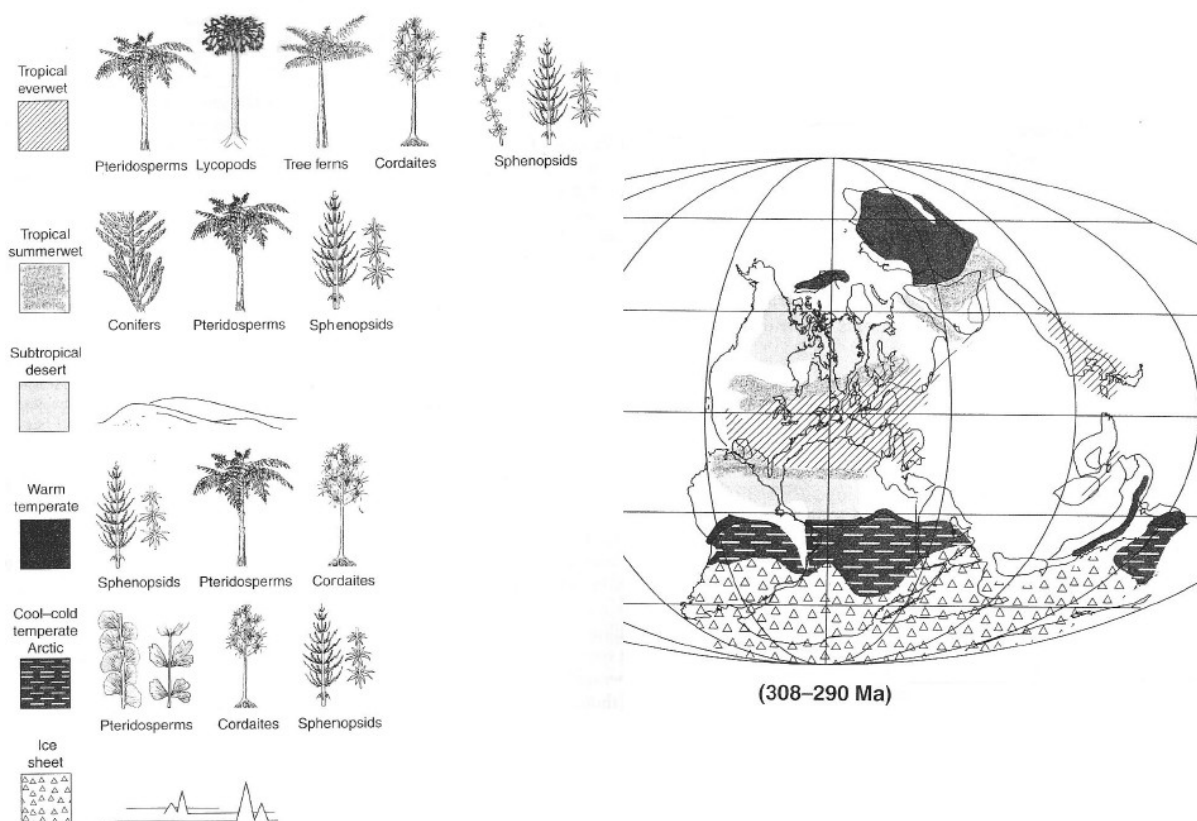 Tropical
everwet
Pteridosperms Lycopods Tree ferns Cordaites Sphenopsids
Tropical
summerwet
Conifers Pteridosperms Sphenopsids
Subtropical
desert
Warm
temperate
Sphenopsids Pteridosperms Cordaites
Cool–cold
temperate
Arctic
Pteridosperms Cordaites Sphenopsids
Ice
sheet
(308–290 Ma)